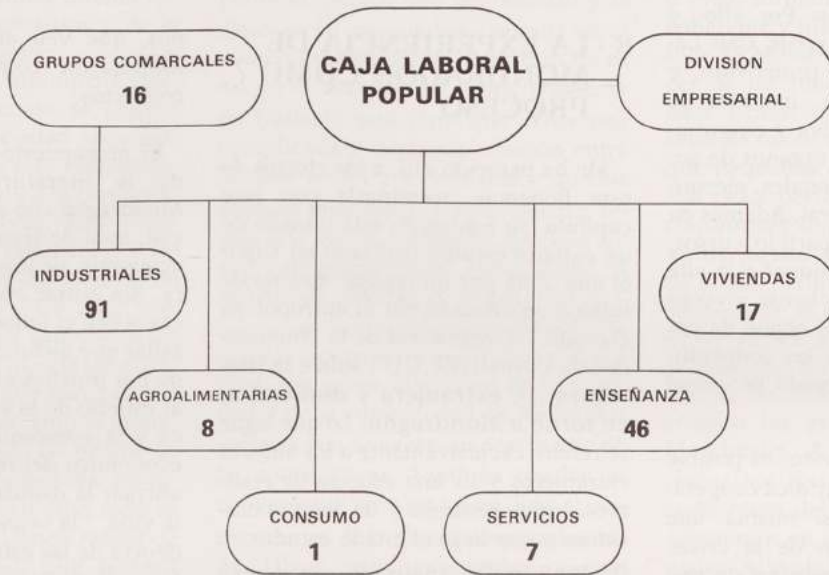 GRUPOS COMARCALES
16
CAJA LABORAL
POPULAR
DIVISION
EMPRESARIAL
INDUSTRIALES
91
VIVIENDAS
17
AGROALIMENTARIAS
8
ENSEÑANZA
46
CONSUMO
1
SERVICIOS
7